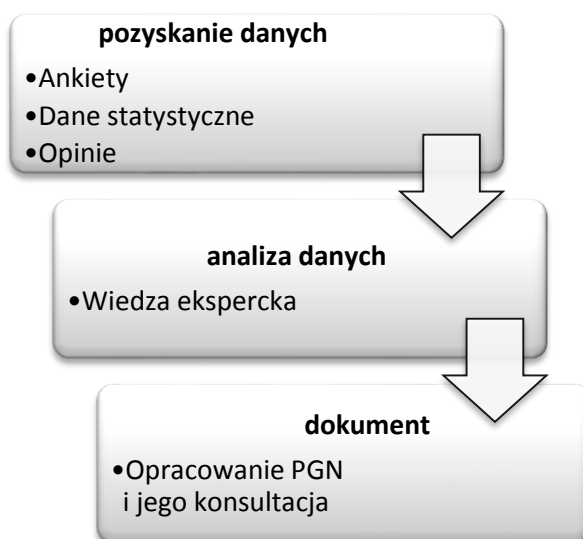 pozyskanie danych
•Ankiety
•Dane statystyczne
•Opinie
analiza danych
•Wiedza ekspercka
dokument
•Opracowanie PGN
i jego konsultacja